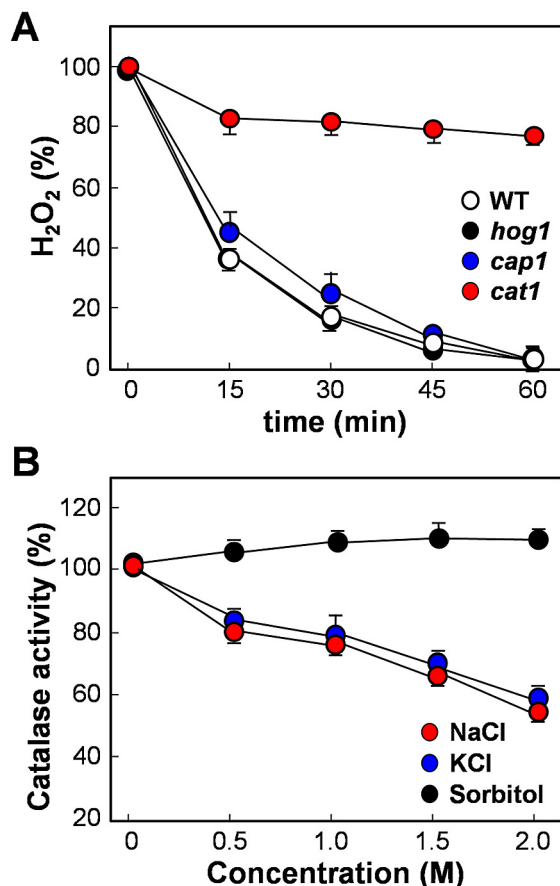 A
H₂O₂ (%)
100
80
60
40
20
0
WT
hog1
cap1
cat1
0 15 30 45 60
time (min)
B
Catalase activity (%)
120
100
80
60
40
20
NaCl
KCl
Sorbitol
0 0.5 1.0 1.5 2.0
Concentration (M)